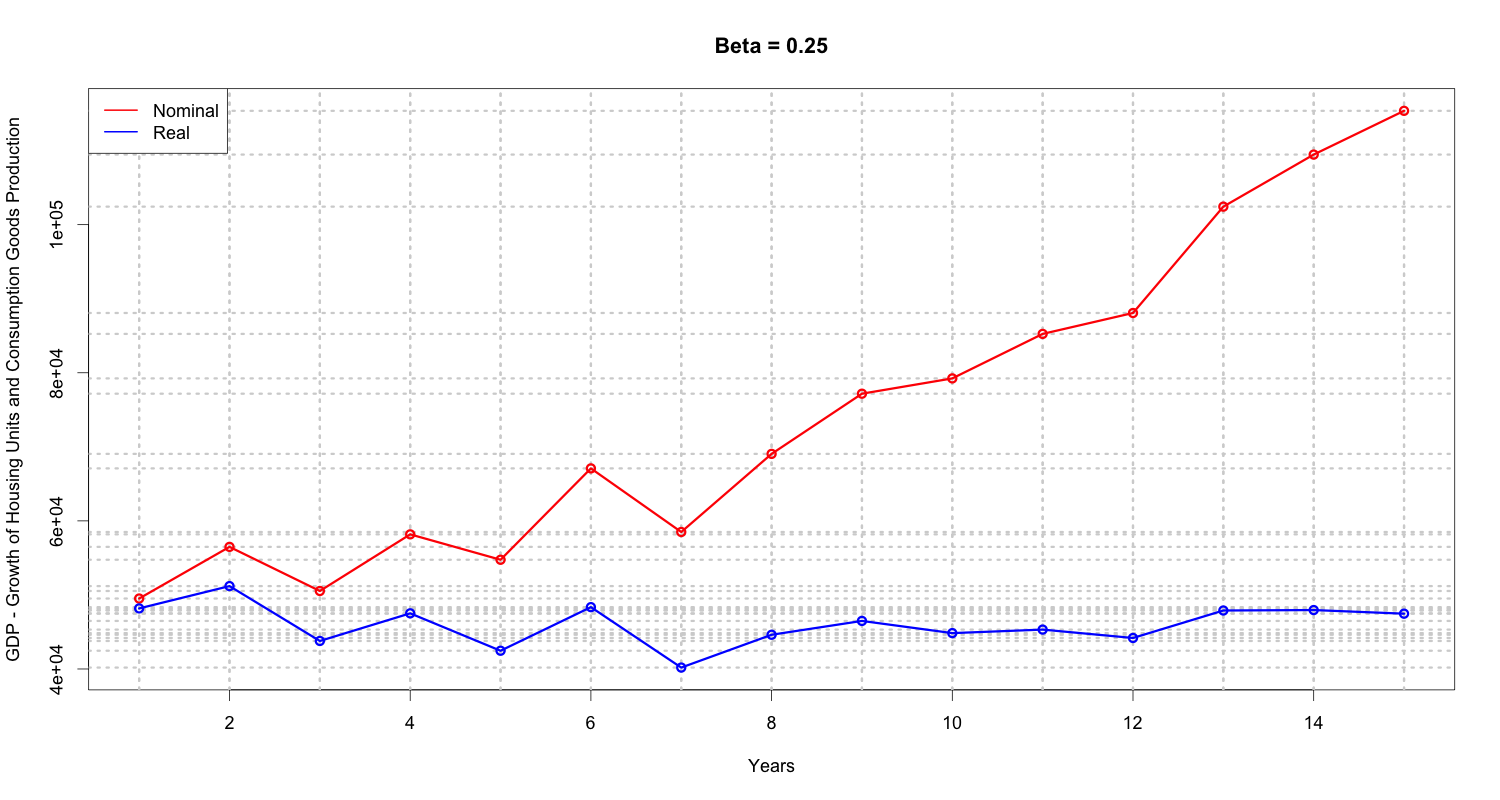 Beta = 0.25
Nominal
Real
GDP - Growth of Housing Units and Consumption Goods Production
1e+05
8e+04
6e+04
4e+04
2 4 6 8 10 12 14
Years